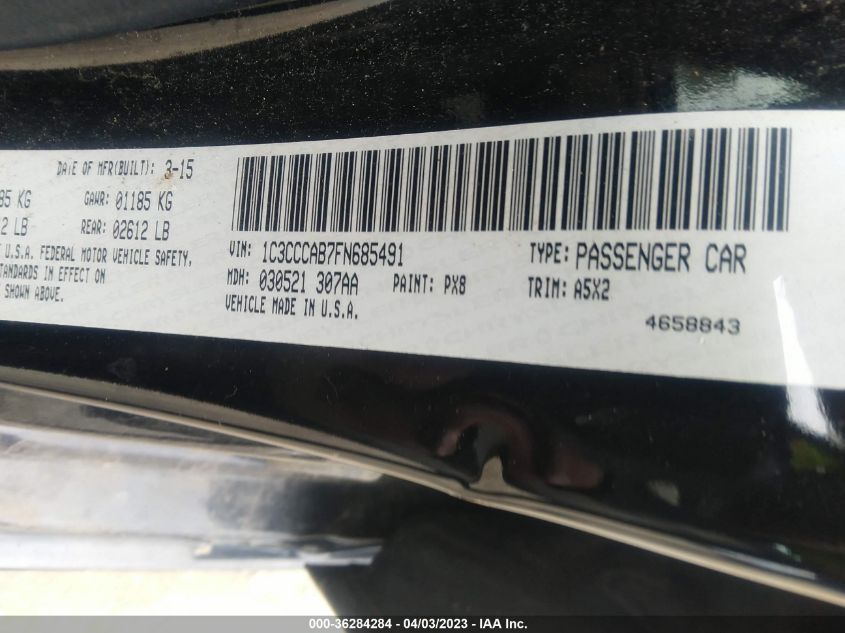 DATE OF MFR(BUILT): 3-15
85 KG GAWR: 01185 KG
2 LB REAR: 02612 LB
U.S.A. FEDERAL MOTOR VEHICLE SAFETY,
STANDARDS IN EFFECT ON
SHOWN ABOVE.
VIN: 1C3CCCAB7FN685491 TYPE: PASSENGER CAR
MDH: 030521 307AA PAINT: PX8 TRIM: A5X2
VEHICLE MADE IN U.S.A.
4658843
000-36284284 - 04/03/2023 - IAA Inc.